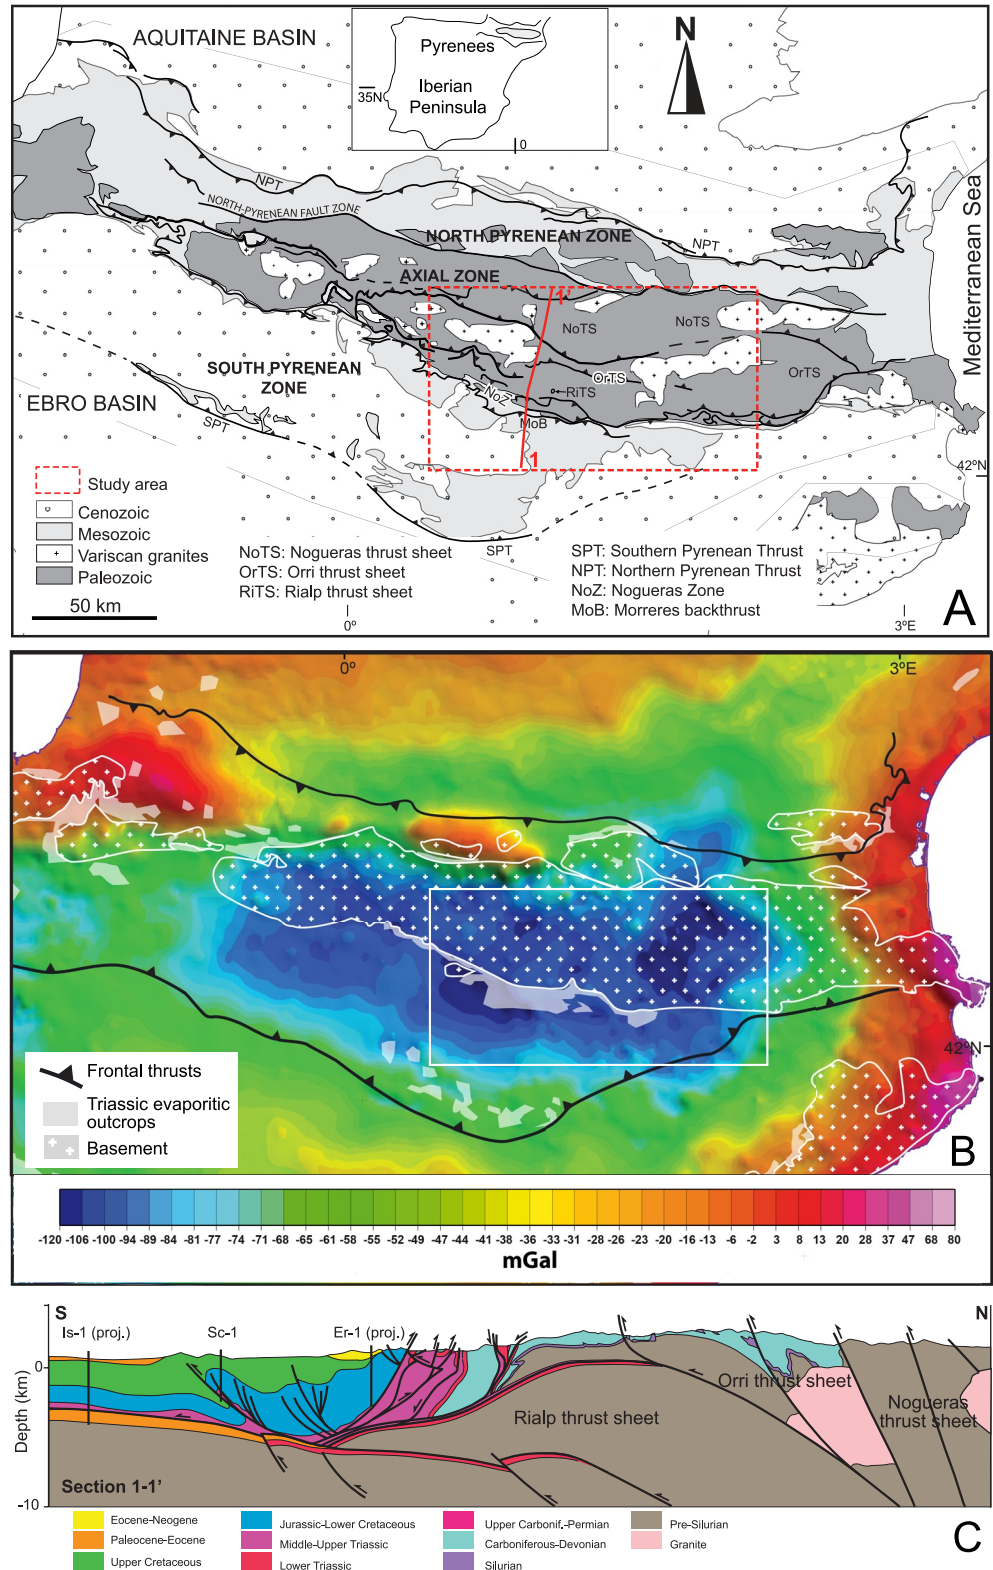 AQUITAINE BASIN
Pyrenees
Iberian
Peninsula
35N
0
N
Mediterranean Sea
NPT
NORTH-PYRENEAN FAULT ZONE
NORTH PYRENEAN ZONE
NPT
AXIAL ZONE
1'
NoTS
NoTS
SOUTH PYRENEAN
ZONE
OrTS
OrTS
RiTS
NoZ
MoB
EBRO BASIN
SPT
1
42ºN
Study area
Cenozoic
Mesozoic
Variscan granites
Paleozoic
50 km
SPT
NoTS: Nogueras thrust sheet
OrTS: Orri thrust sheet
RiTS: Rialp thrust sheet
SPT: Southern Pyrenean Thrust
NPT: Northern Pyrenean Thrust
NoZ: Nogueras Zone
MoB: Morreres backthrust
0º
3ºE
A
0º
3ºE
42ºN
Frontal thrusts
Triassic evaporitic
outcrops
Basement
B
-120 -106 -100 -94 -89 -84 -81 -77 -74 -71 -68 -65 -61 -58 -55 -52 -49 -47 -44 -41 -38 -36 -33 -31 -28 -26 -23 -20 -16 -13 -6 -2 3 8 13 20 28 37 47 68 80
mGal
S
N
Is-1 (proj.)
Sc-1
Er-1 (proj.)
0
Depth (km)
-10
Orri thrust sheet
Nogueras
thrust sheet
Rialp thrust sheet
Section 1-1’
Eocene-Neogene
Paleocene-Eocene
Upper Cretaceous
Jurassic-Lower Cretaceous
Middle-Upper Triassic
Lower Triassic
Upper Carbonif.-Permian
Carboniferous-Devonian
Silurian
Pre-Silurian
Granite
C